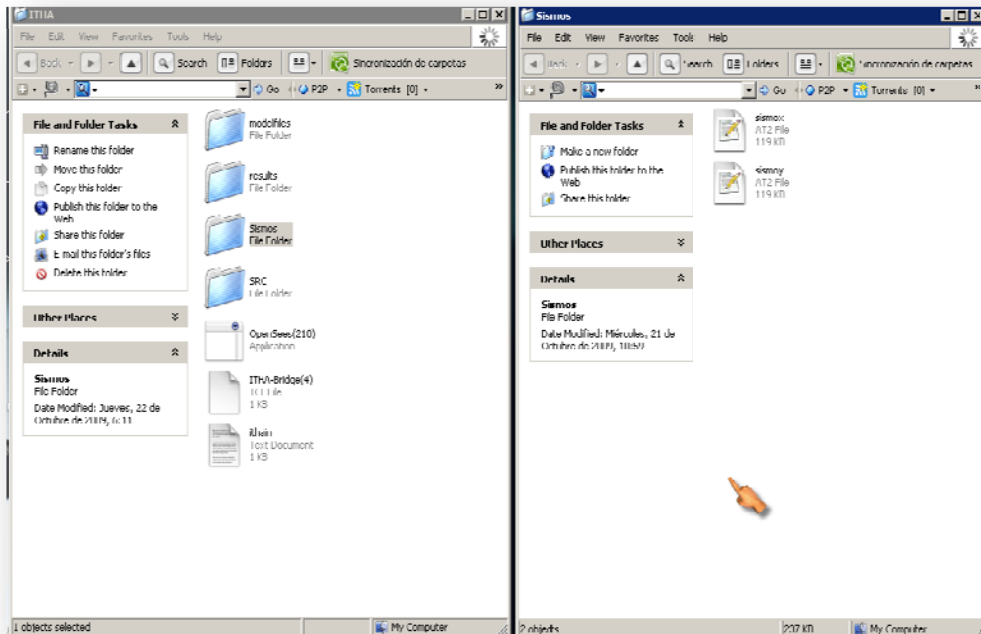 ITHA
File Edit View Favorites Tools Help
Back Search Folders Sincronización de carpetas
Go P2P Torrents [0]
File and Folder Tasks
Rename this folder
Move this folder
Copy this folder
Publish this folder to the
Web
Share this folder
E-mail this folder's files
Delete this folder
Other Places
Details
Sismos
File Folder
Date Modified: Jueves, 22 de
Octubre de 2009, 6:11
modelfiles
File Folder
results
File Folder
Sismos
File Folder
SRC
File Folder
OpenSees(210)
Application
ITHA-Bridge(4)
TCL File
1 KB
Text Document
1 KB
1 objects selected
My Computer
Sismos
File Edit View Favorites Tools Help
Back Search Folders Sincronización de carpetas
Go P2P Torrents [0]
File and Folder Tasks
Make a new folder
Publish this folder to the
Web
Share this folder
Other Places
Details
Sismos
File Folder
Date Modified: Miércoles, 21 de
Octubre de 2009, 18:59
sismox
AT2 File
119 KB
sismoy
AT2 File
119 KB
2 objects
237 KB
My Computer